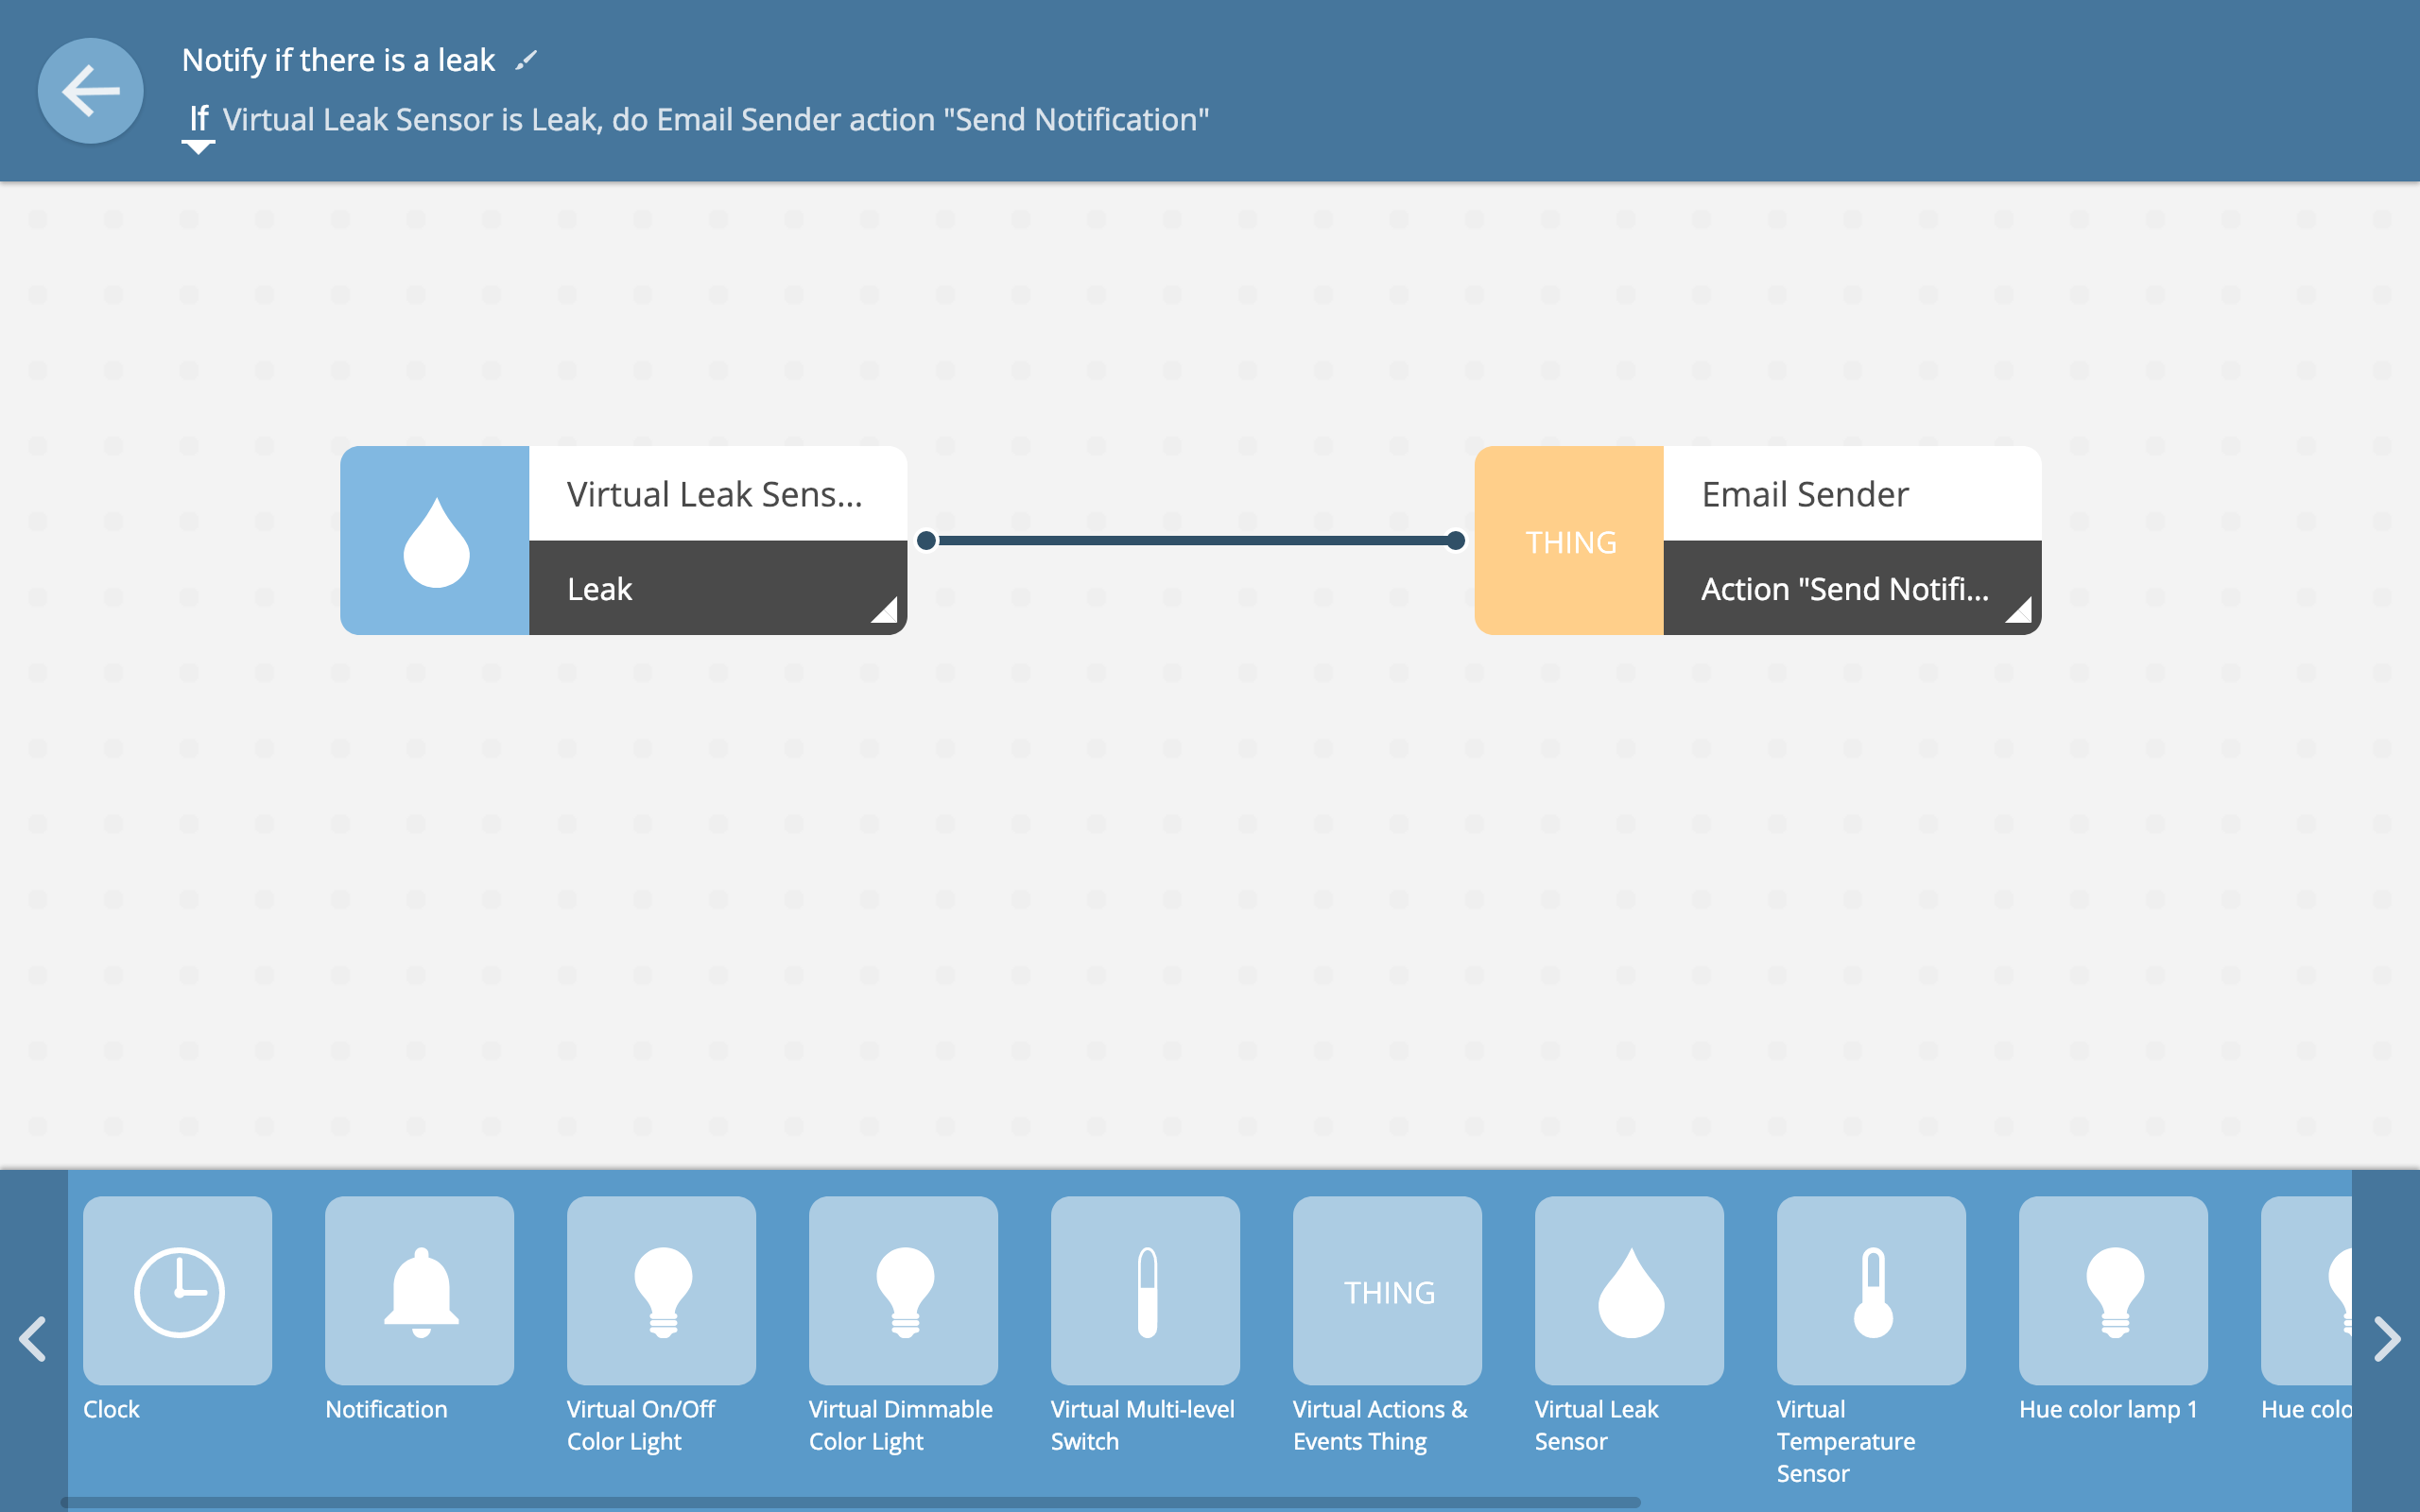 Notify if there is a leak
If Virtual Leak Sensor is Leak, do Email Sender action "Send Notification"
Virtual Leak Sens...
Leak
THING
Email Sender
Action "Send Notifi...
THING
Clock
Notification
Virtual On/Off
Color Light
Virtual Dimmable
Color Light
Virtual Multi-level
Switch
Virtual Actions &
Events Thing
Virtual Leak
Sensor
Virtual
Temperature
Sensor
Hue color lamp 1
Hue colo